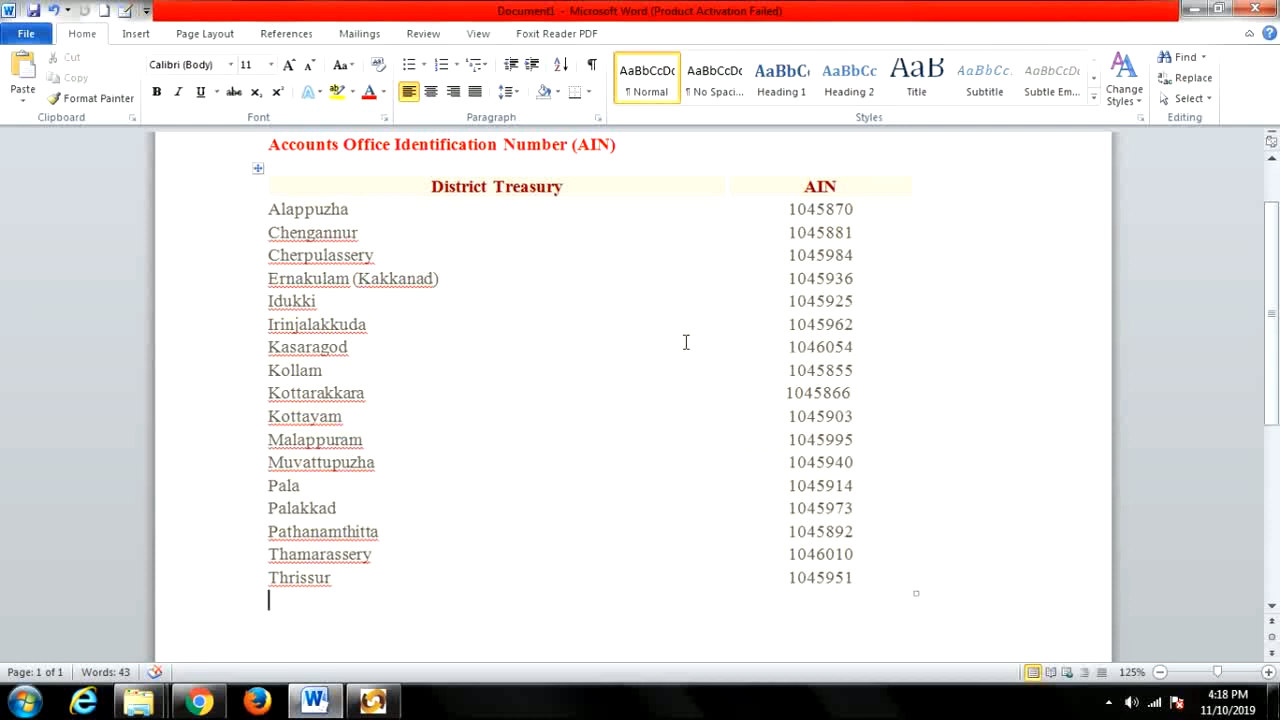 Document1 - Microsoft Word (Product Activation Failed)
File Home Insert Page Layout References Mailings Review View Foxit Reader PDF
Cut
Copy
Format Painter
Paste
Calibri (Body) 11
AaBbCcDc AaBbCcDc AaBbC AaBbCc AaB AaBbCcL AaBbCcDc
¶ Normal ¶ No Spaci... Heading 1 Heading 2 Title Subtitle Subtle Em...
Change Styles
Find
Replace
Select
Clipboard Font Paragraph Styles Editing
Accounts Office Identification Number (AIN)
District Treasury AIN
Alappuzha 1045870
Chengannur 1045881
Cherpulassery 1045984
Ernakulam (Kakkanad) 1045936
Idukki 1045925
Irinjalakkuda 1045962
Kasaragod 1046054
Kollam 1045855
Kottarakkara 1045866
Kottayam 1045903
Malappuram 1045995
Muvattupuzha 1045940
Pala 1045914
Palakkad 1045973
Pathanamthitta 1045892
Thamarassery 1046010
Thrissur 1045951
Page: 1 of 1 Words: 43 125%
4:18 PM
11/10/2019